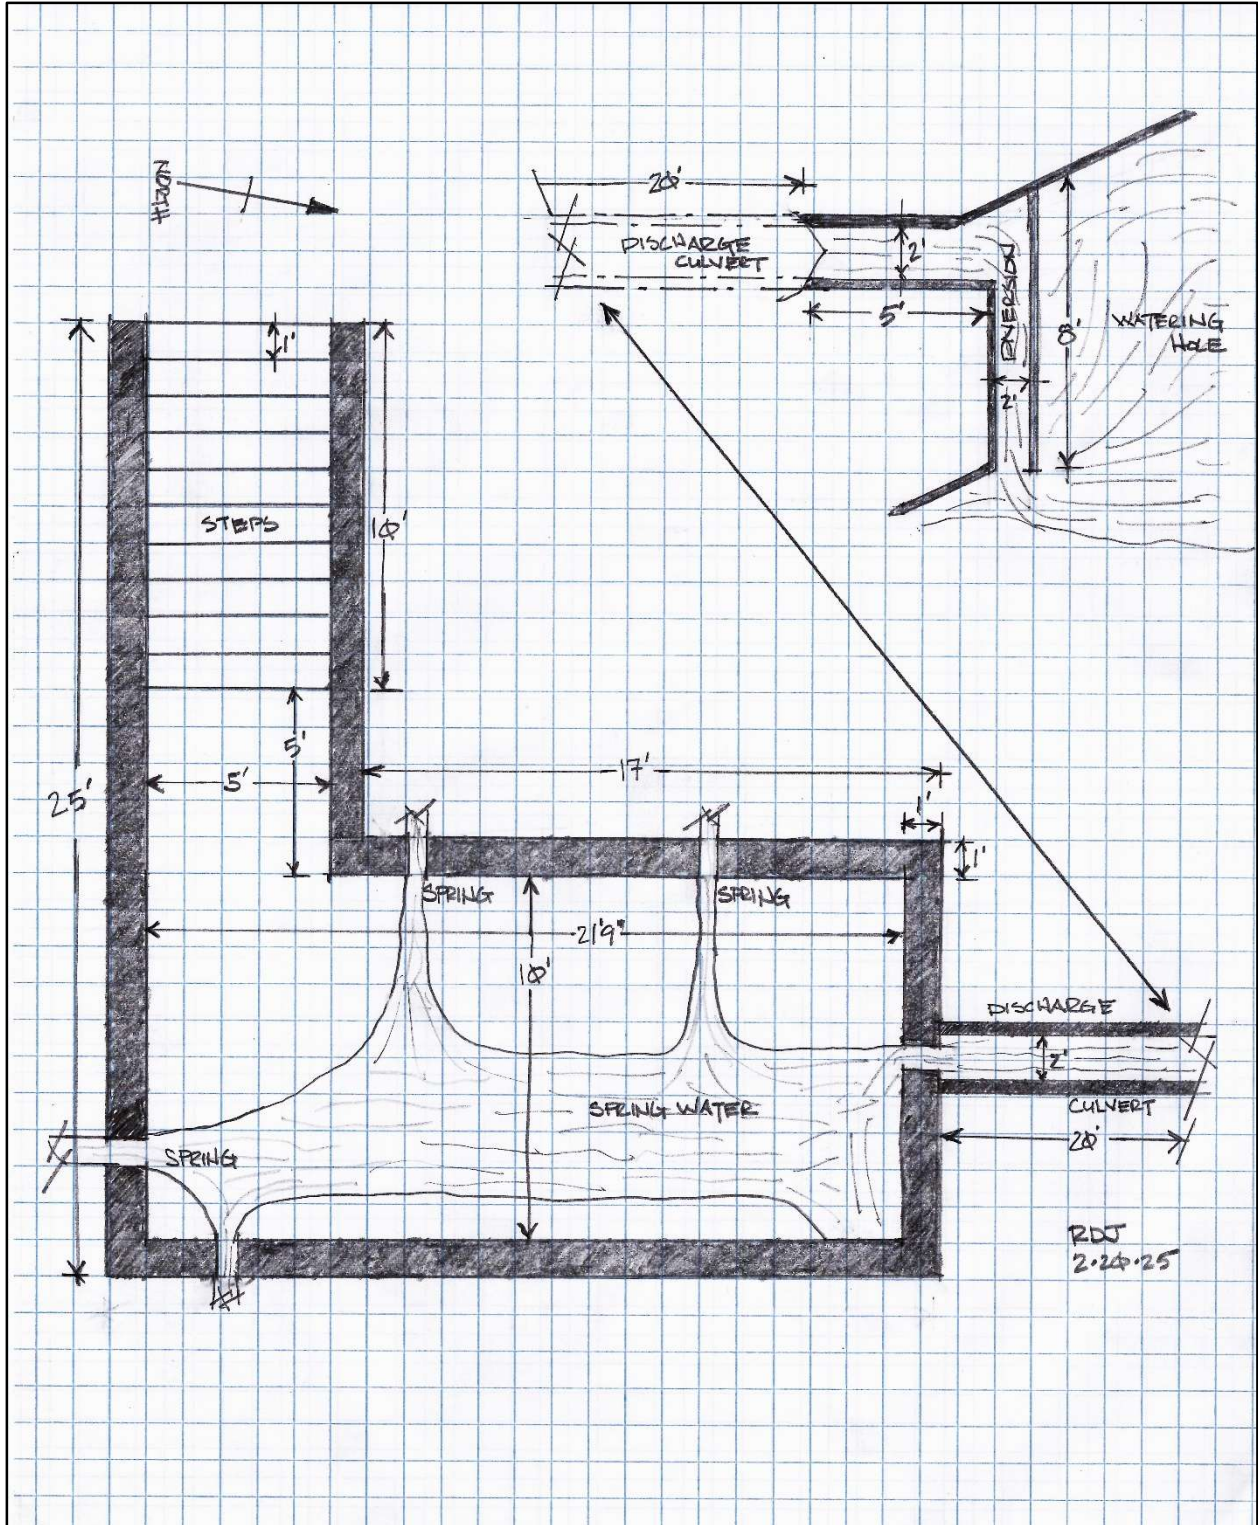 NORTH
20'
DISCHARGE
CULVERT
2'
5'
DIVERSION
2'
8'
WATERING
HOLE
1'
STEPS
10'
5'
5'
25'
17'
1'
1'
SPRING
SPRING
21'9"
10'
DISCHARGE
2'
CULVERT
20'
SPRING WATER
SPRING
RDJ
2.20.25